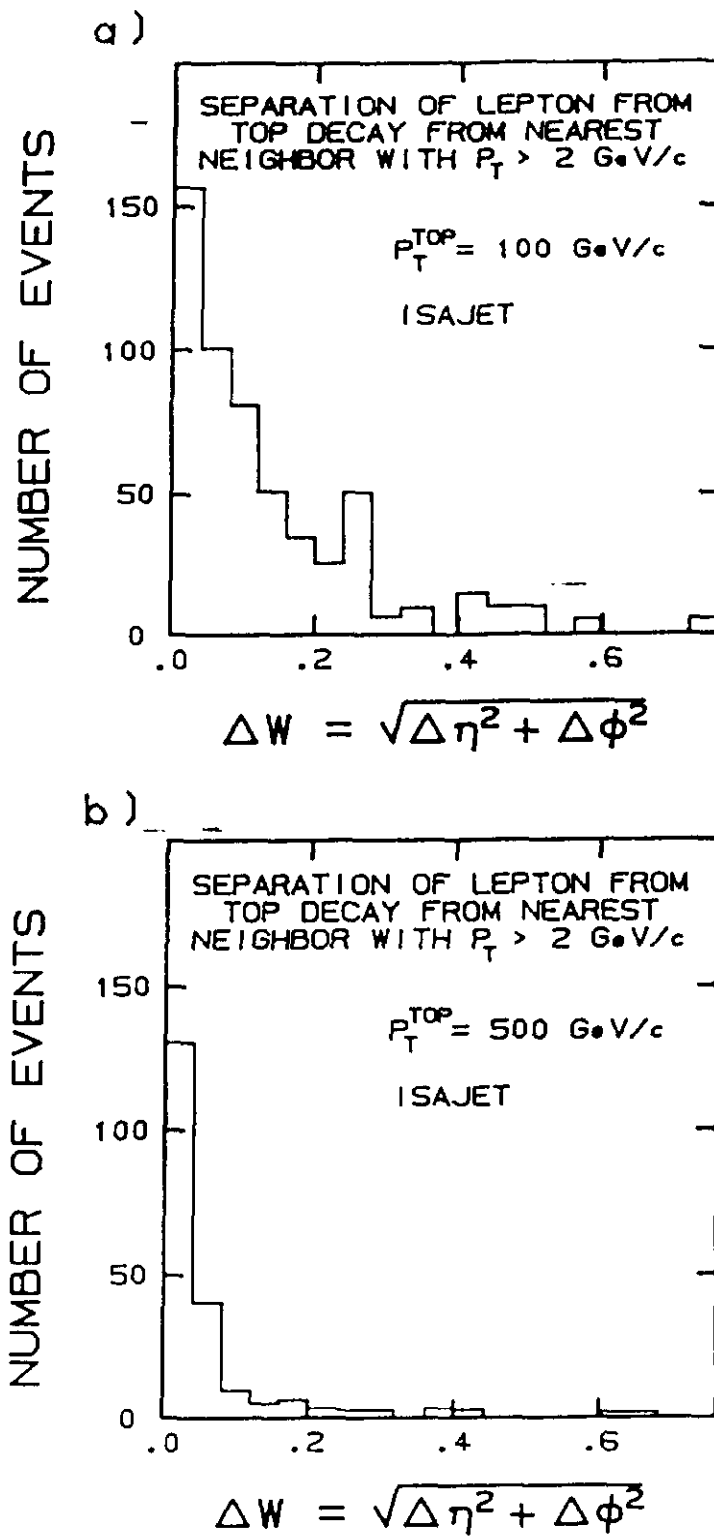 a)
SEPARATION OF LEPTON FROM
TOP DECAY FROM NEAREST
NEIGHBOR WITH P_T > 2 GeV/c
P_T^TOP = 100 GeV/c
ISAJET
NUMBER OF EVENTS
150
100
50
0
.0 .2 .4 .6
ΔW = √Δη² + Δϕ²
b)
SEPARATION OF LEPTON FROM
TOP DECAY FROM NEAREST
NEIGHBOR WITH P_T > 2 GeV/c
P_T^TOP = 500 GeV/c
ISAJET
NUMBER OF EVENTS
150
100
50
0
.0 .2 .4 .6
ΔW = √Δη² + Δϕ²